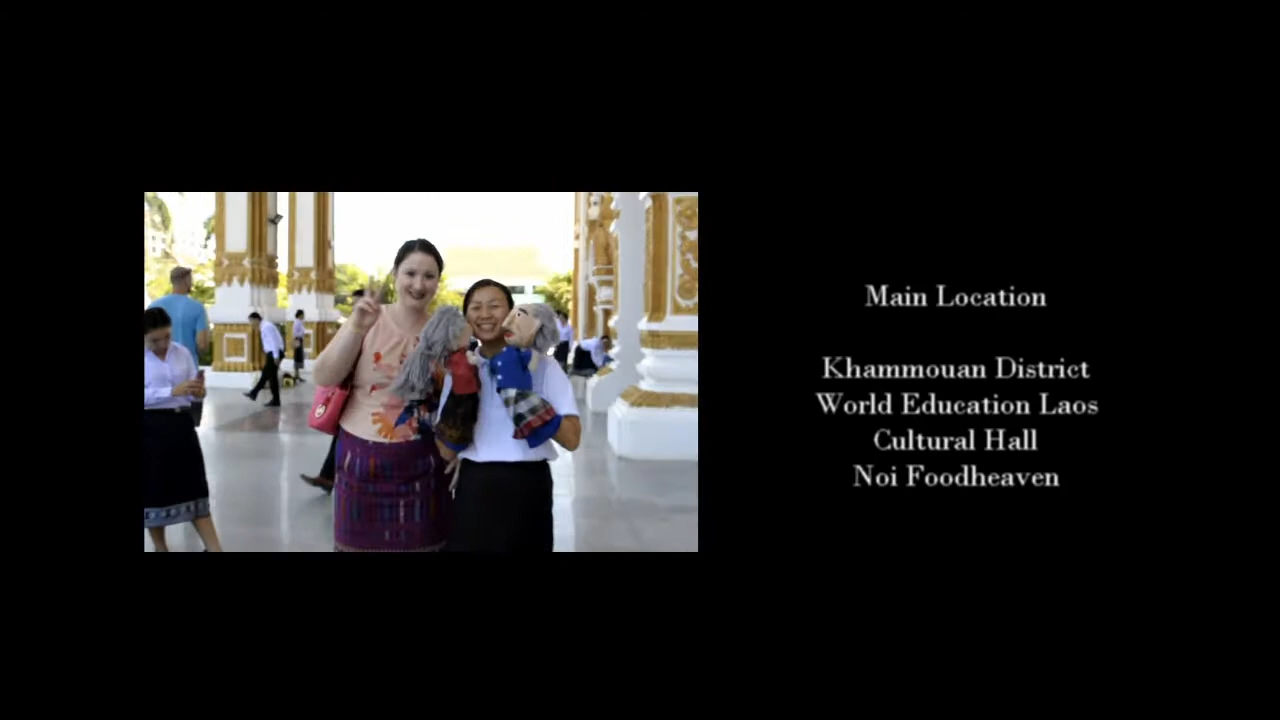 Main Location
Khammouan District
World Education Laos
Cultural Hall
Noi Foodheaven